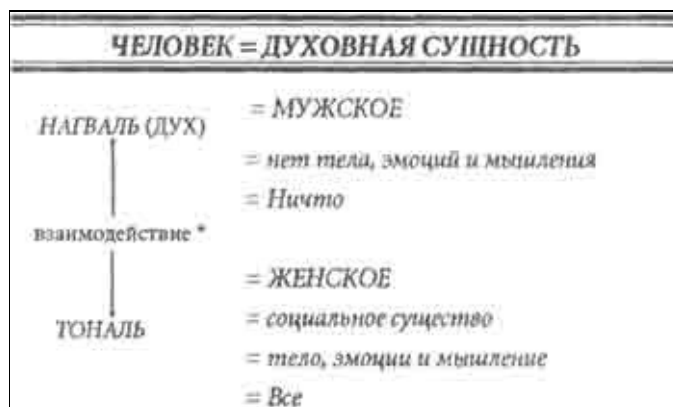 ЧЕЛОВЕК = ДУХОВНАЯ СУЩНОСТЬ
НАГВАЛЬ (ДУХ)
= МУЖСКОЕ
= нет тела, эмоций и мышления
= Ничто
взаимодействие *
ТОНАЛЬ
= ЖЕНСКОЕ
= социальное существо
= тело, эмоции и мышление
= Все